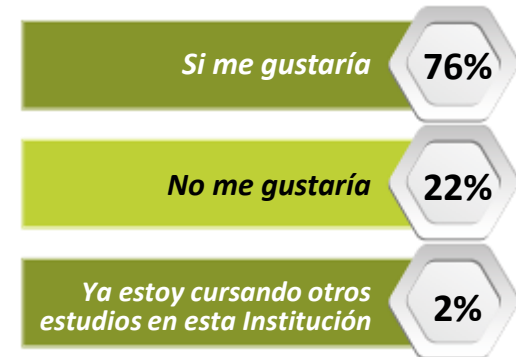 Si me gustaría 76%
No me gustaría 22%
Ya estoy cursando otros
estudios en esta Institución 2%